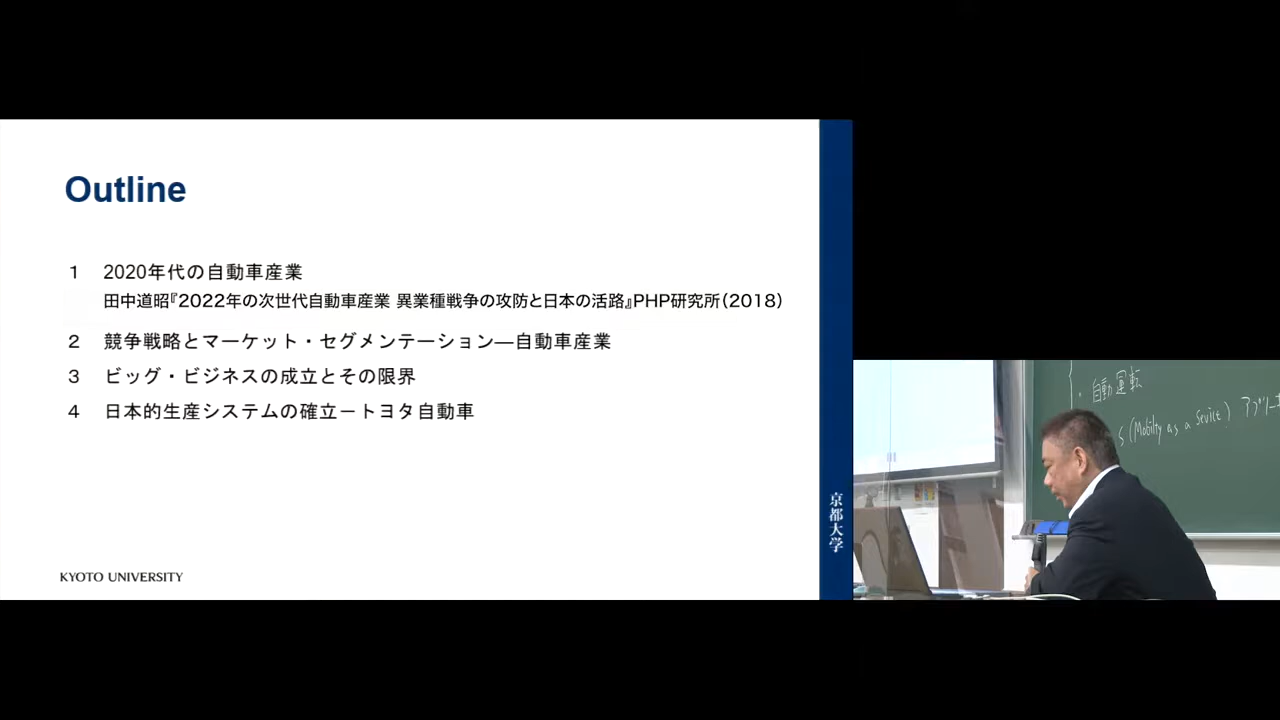 Outline
1 2020年代の自動車産業
田中道昭『2022年の次世代自動車産業 異業種戦争の攻防と日本の活路』PHP研究所（2018）
2 競争戦略とマーケット・セグメンテーション―自動車産業
3 ビッグ・ビジネスの成立とその限界
4 日本的生産システムの確立－トヨタ自動車
KYOTO UNIVERSITY
京都大学
・自動運転
S (Mobility as a Service) アプリ